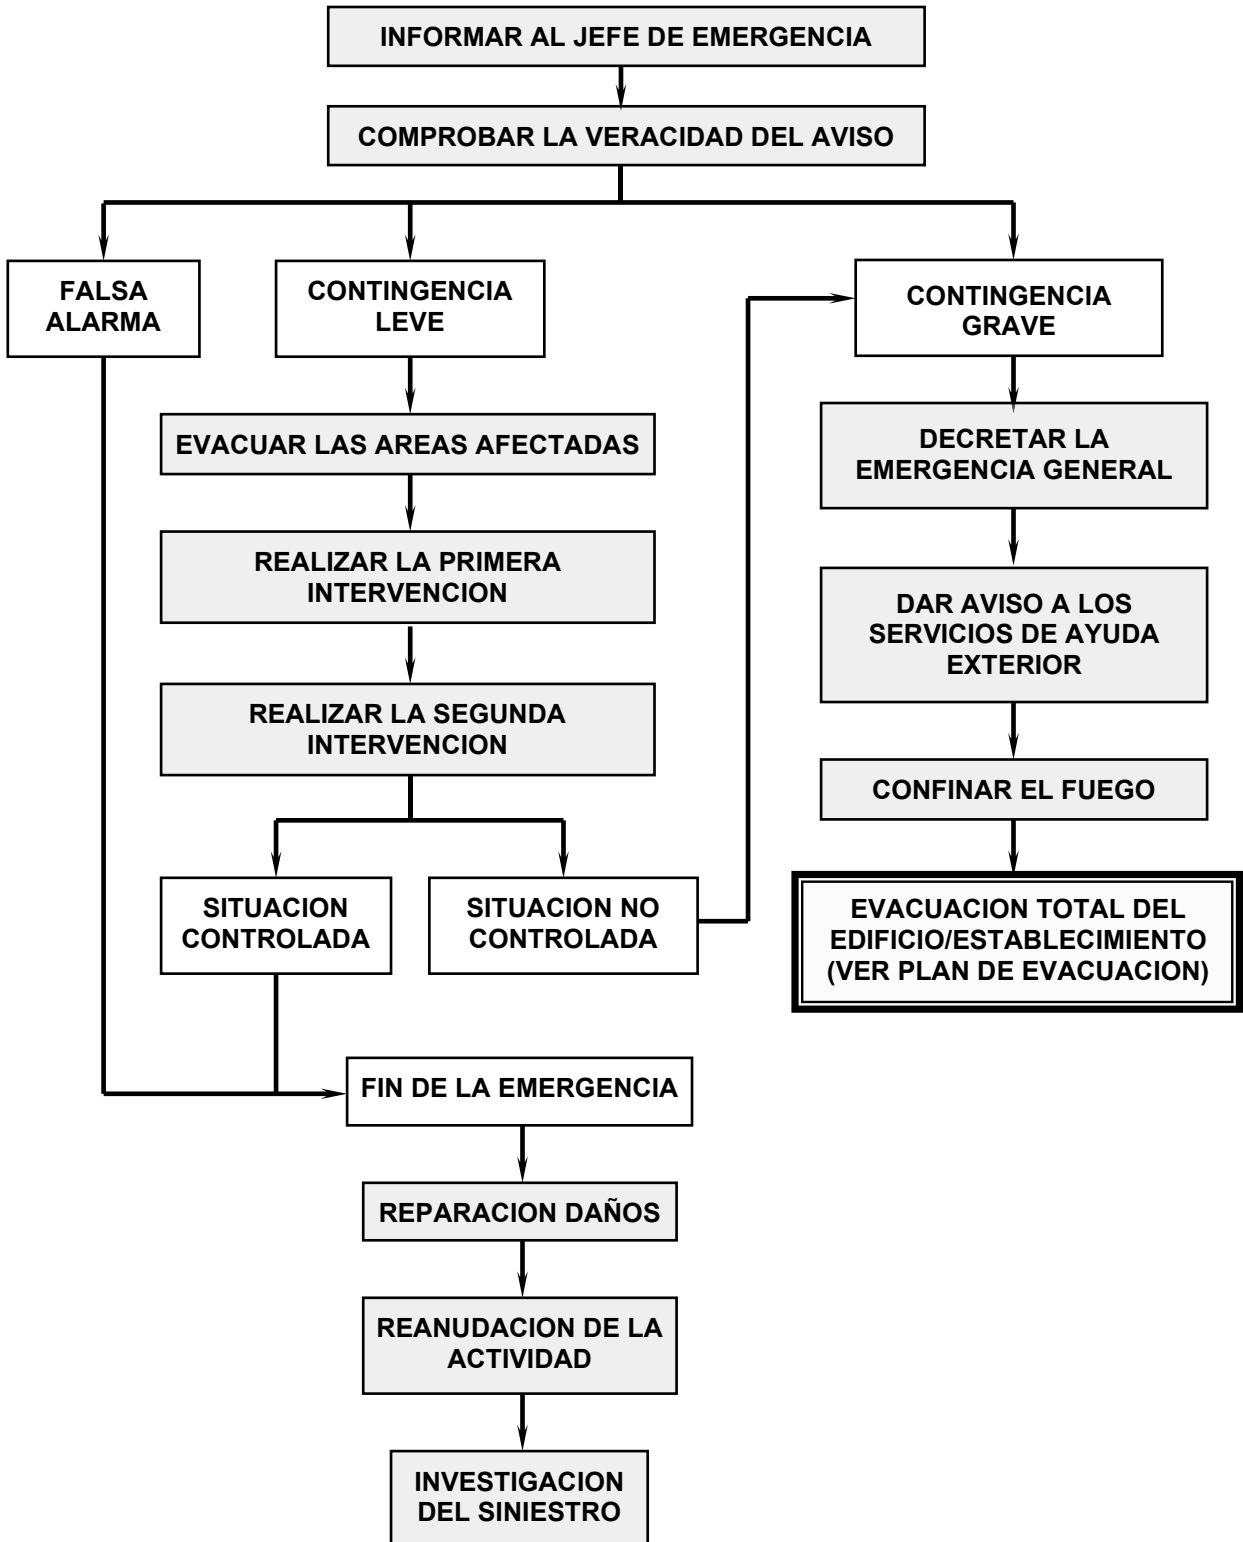 INFORMAR AL JEFE DE EMERGENCIA
COMPROBAR LA VERACIDAD DEL AVISO
FALSA
ALARMA
CONTINGENCIA
LEVE
CONTINGENCIA
GRAVE
EVACUAR LAS AREAS AFECTADAS
DECRETAR LA
EMERGENCIA GENERAL
REALIZAR LA PRIMERA
INTERVENCION
DAR AVISO A LOS
SERVICIOS DE AYUDA
EXTERIOR
REALIZAR LA SEGUNDA
INTERVENCION
CONFINAR EL FUEGO
SITUACION
CONTROLADA
SITUACION NO
CONTROLADA
EVACUACION TOTAL DEL
EDIFICIO/ESTABLECIMIENTO
(VER PLAN DE EVACUACION)
FIN DE LA EMERGENCIA
REPARACION DAÑOS
REANUDACION DE LA
ACTIVIDAD
INVESTIGACION
DEL SINIESTRO